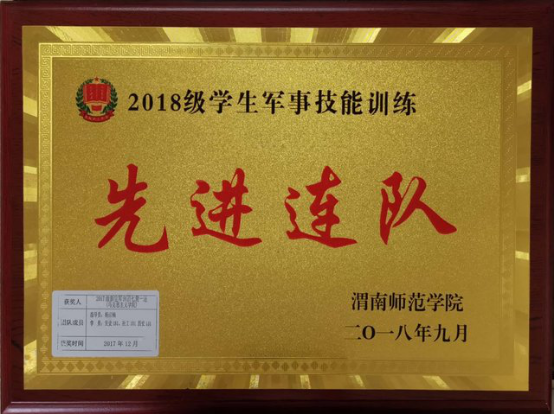 2018级学生军事技能训练
先进连队
渭南师范学院
二〇一八年九月
获奖人
团队成员
获奖时间
2017年12月